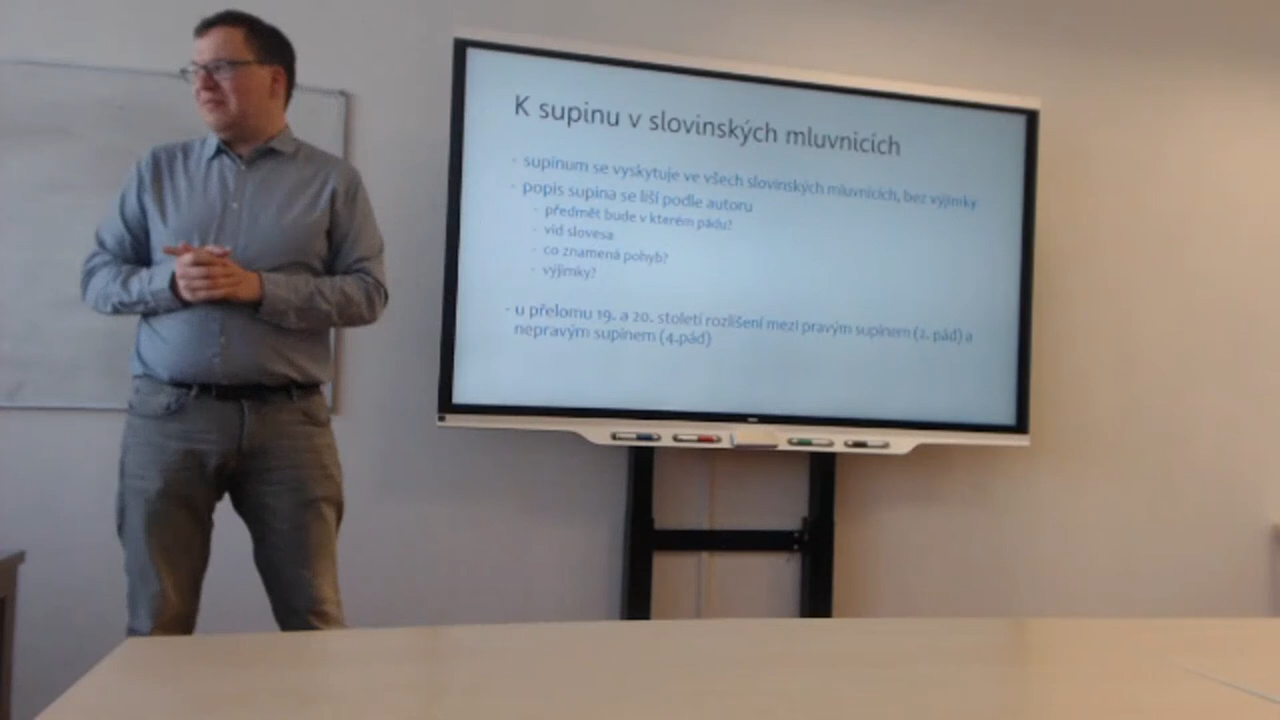 K supinu v slovinských mluvnicích
- supinum se vyskytuje ve všech slovinských mluvnicích, bez výjimky
- popis supina se liší podle autoru
- předmět bude v kterém pádu?
- vid slovesa
- co znamená pohyb?
- výjimky?
- u přelomu 19. a 20. století rozlišení mezi pravým supinem (2. pád) a
nepravým supinem (4.pád)